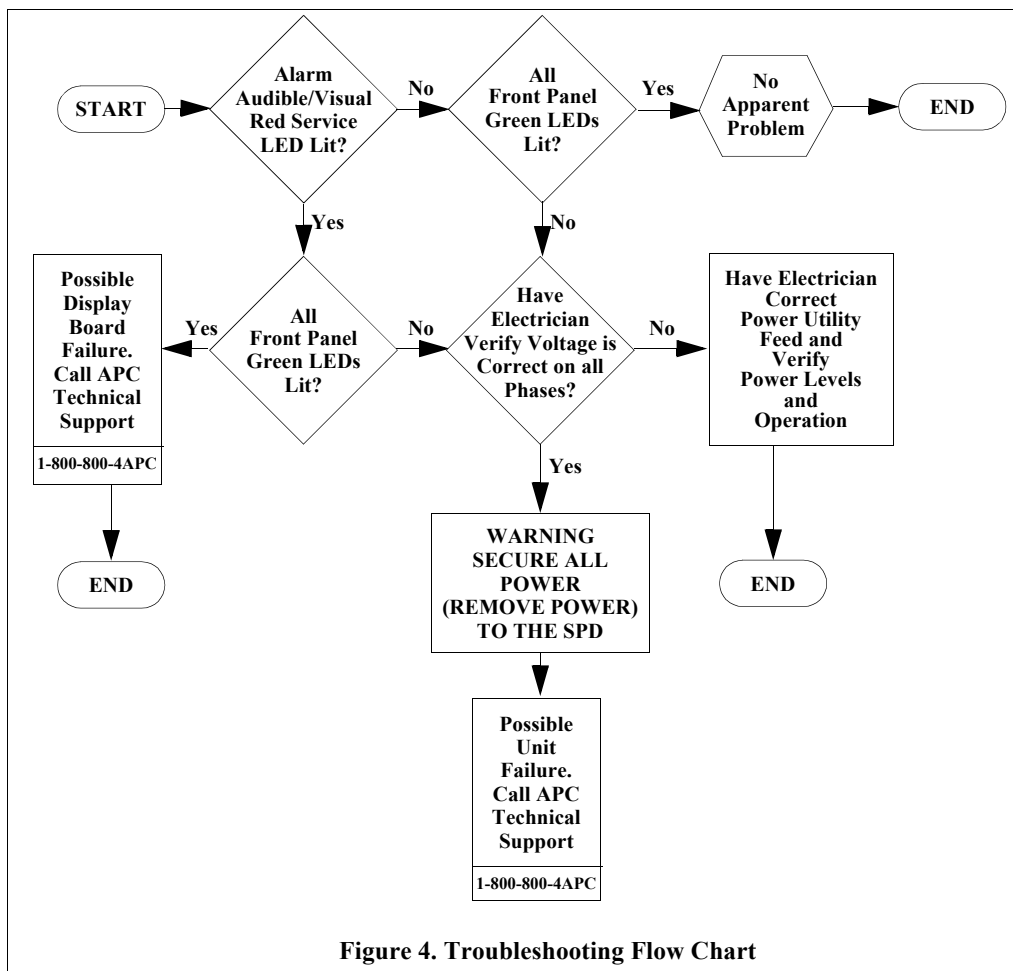 START
Alarm
Audible/Visual
Red Service
LED Lit?
No
All
Front Panel
Green LEDs
Lit?
Yes
No
Apparent
Problem
END
Yes
No
Possible
Display
Board
Failure.
Call APC
Technical
Support
1-800-800-4APC
Yes
All
Front Panel
Green LEDs
Lit?
No
Have
Electrician
Verify Voltage is
Correct on all
Phases?
No
Have Electrician
Correct
Power Utility
Feed and
Verify
Power Levels
and
Operation
Yes
END
WARNING
SECURE ALL
POWER
(REMOVE POWER)
TO THE SPD
END
Possible
Unit
Failure.
Call APC
Technical
Support
1-800-800-4APC
Figure 4. Troubleshooting Flow Chart